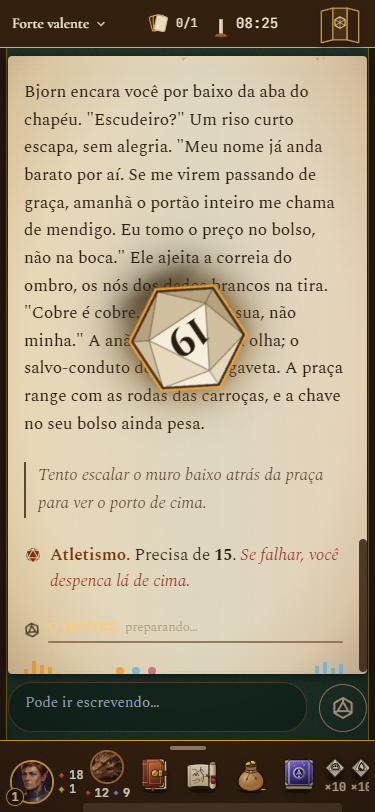 Forte valente
0/1
08:25
Bjorn encara você por baixo da aba do
chapéu. "Escudeiro?" Um riso curto
escapa, sem alegria. "Meu nome já anda
barato por aí. Se me virem passando de
graça, amanhã o portão inteiro me chama
de mendigo. Eu tomo o preço no bolso,
não na boca." Ele ajeita a correia do
ombro, os nós dos dados brancos na tira.
"Cobre é cobre. sua, não
minha." A olha; o
salvo-conduto gaveta. A praça
range com as rodas das carroças, e a chave
no seu bolso ainda pesa.
19
Tento escalar o muro baixo atrás da praça
para ver o porto de cima.
Atletismo. Precisa de 15. Se falhar, você
despenca lá de cima.
preparando…
Pode ir escrevendo…
1
18
1
12
9
×10
×10